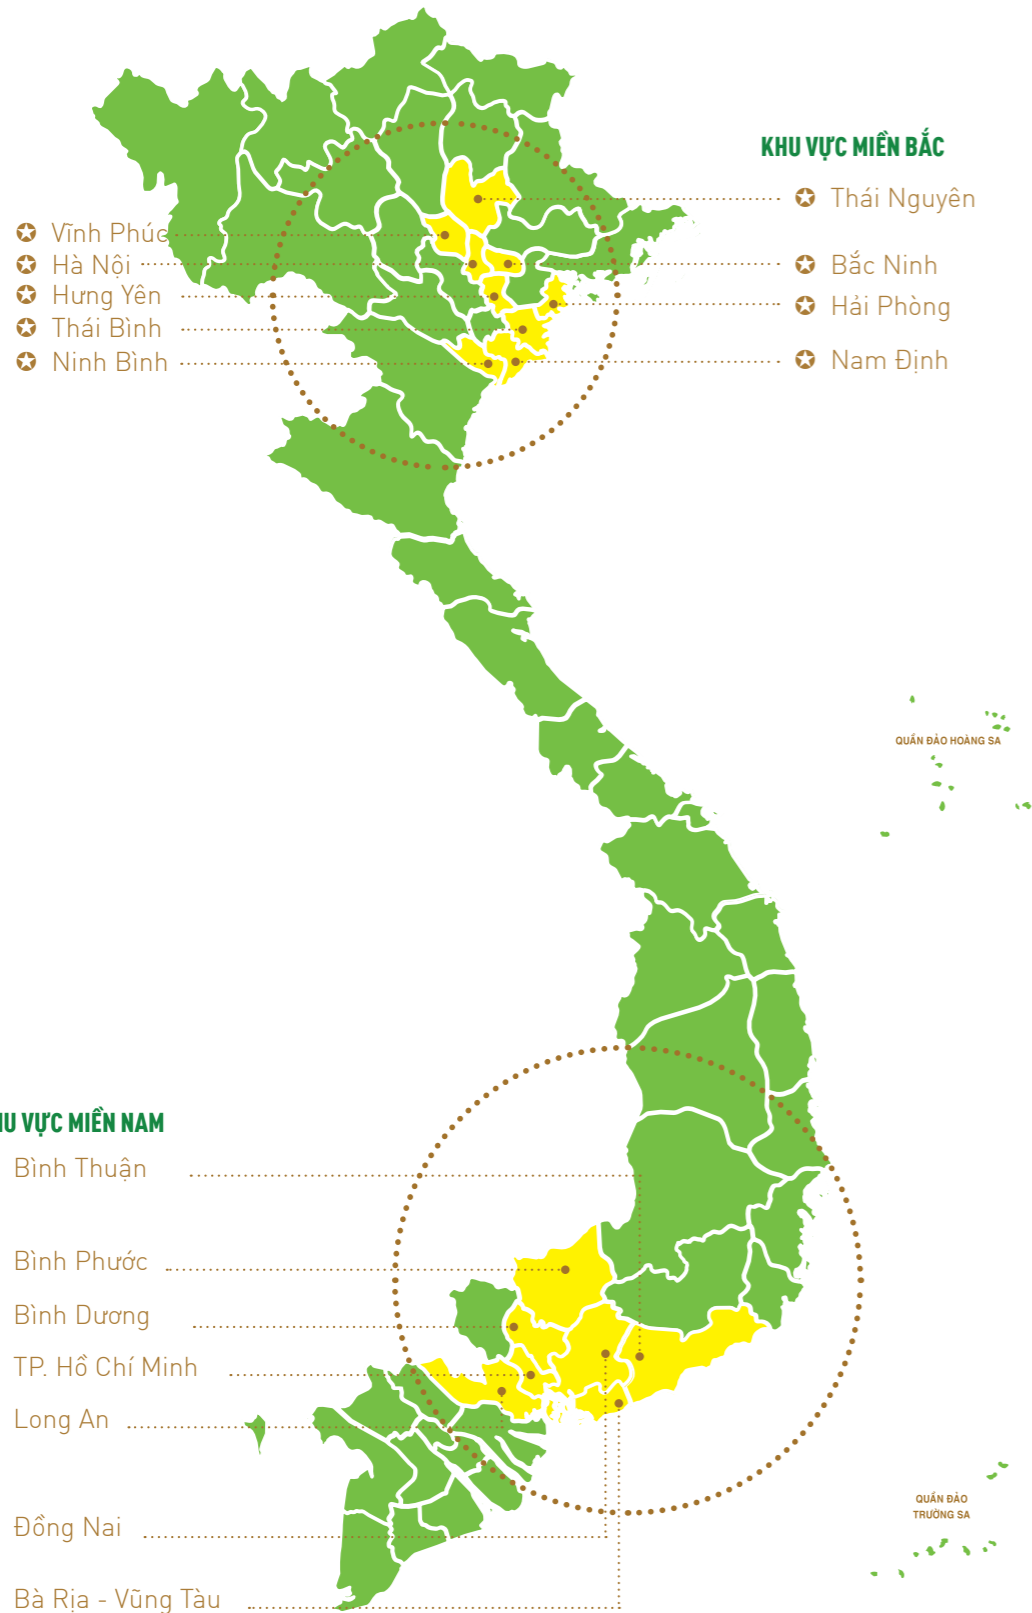 KHU VỰC MIỀN BẮC
Thái Nguyên
Bắc Ninh
Hải Phòng
Nam Định
Vĩnh Phúc
Hà Nội
Hưng Yên
Thái Bình
Ninh Bình
QUẦN ĐẢO HOÀNG SA
VỰC MIỀN NAM
Bình Thuận
Bình Phước
Bình Dương
TP. Hồ Chí Minh
Long An
Đồng Nai
Bà Rịa - Vũng Tàu
QUẦN ĐẢO
TRƯỜNG SA